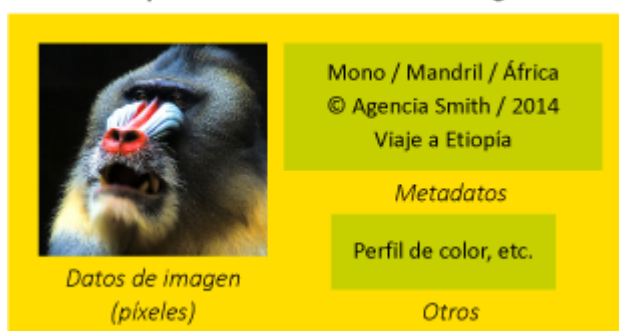 Mono / Mandril / África
© Agencia Smith / 2014
Viaje a Etiopía
Metadatos
Perfil de color, etc.
Datos de imagen
(píxeles)
Otros